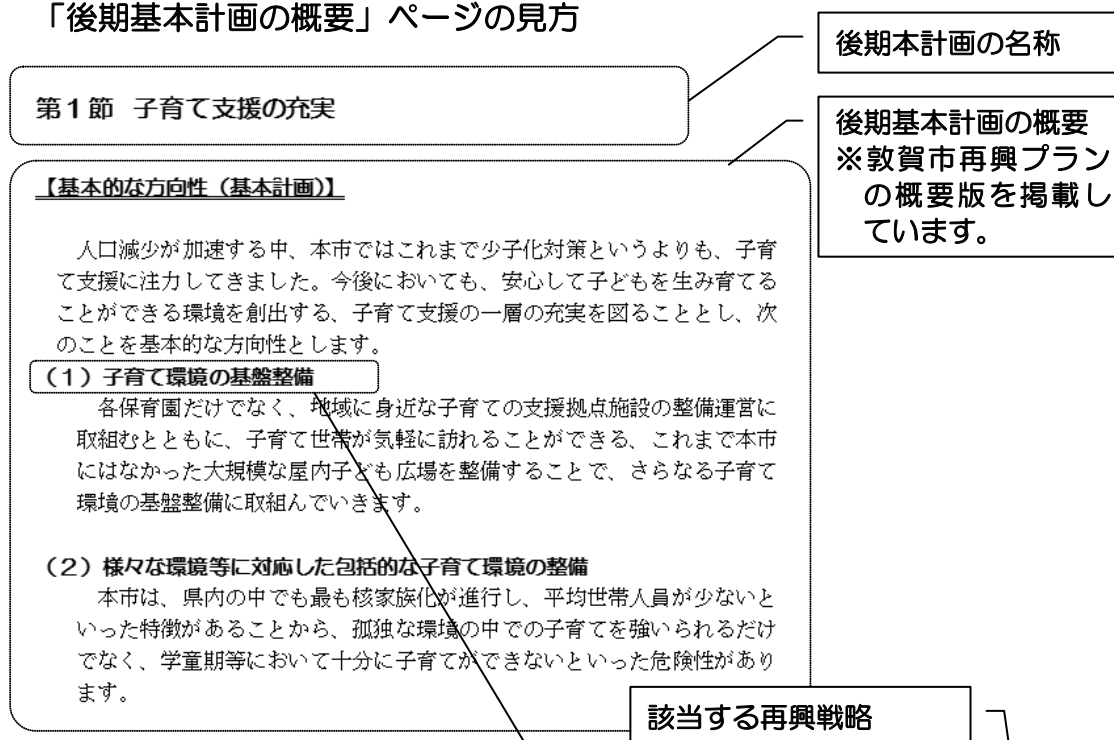 「後期基本計画の概要」ページの見方
後期本計画の名称
第1節 子育て支援の充実
後期基本計画の概要
※敦賀市再興プラン
の概要版を掲載し
ています。
【基本的な方向性（基本計画）】
人口減少が加速する中、本市ではこれまで少子化対策というよりも、子育
て支援に注力してきました。今後においても、安心して子どもを生み育てる
ことができる環境を創出する、子育て支援の一層の充実を図ることとし、次
のことを基本的な方向性とします。
（1）子育て環境の基盤整備
各保育園だけでなく、地域に身近な子育ての支援拠点施設の整備運営に
取組むとともに、子育て世帯が気軽に訪れることができる、これまで本市
にはなかった大規模な屋内子ども広場を整備することで、さらなる子育て
環境の基盤整備に取組んでいきます。
（2）様々な環境等に対応した包括的な子育て環境の整備
本市は、県内の中でも最も核家族化が進行し、平均世帯人員が少ないと
いった特徴があることから、孤独な環境の中での子育てを強いられるだけ
でなく、学童期等において十分に子育てができないといった危険性があり
ます。
該当する再興戦略